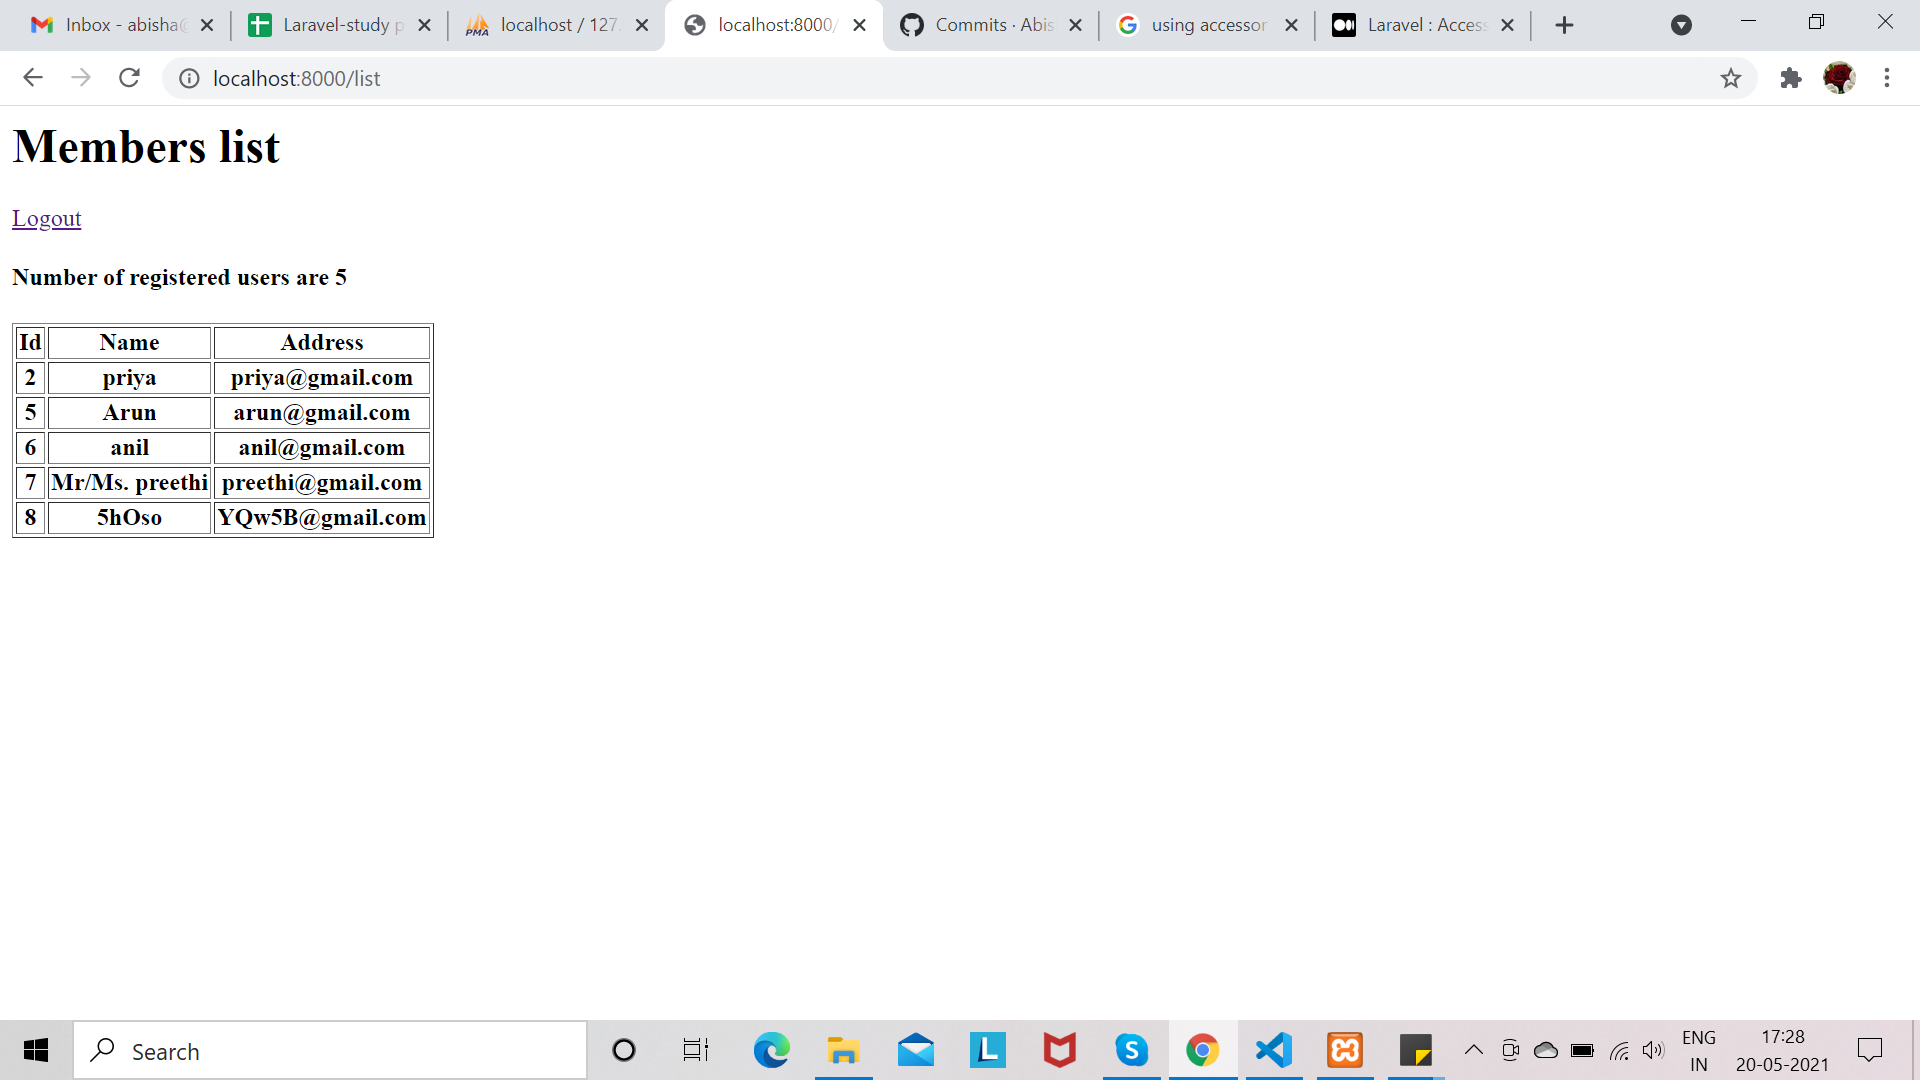 Inbox - abisha@
Laravel-study p
PMA
localhost / 127.
localhost:8000/
Commits · Abis
using accessor
Laravel : Access
localhost:8000/list
Members list
Logout
Number of registered users are 5
Id Name Address
2 priya priya@gmail.com
5 Arun arun@gmail.com
6 anil anil@gmail.com
7 Mr/Ms. preethi preethi@gmail.com
8 5hOso YQw5B@gmail.com
Search
L
S
ENG
IN
17:28
20-05-2021